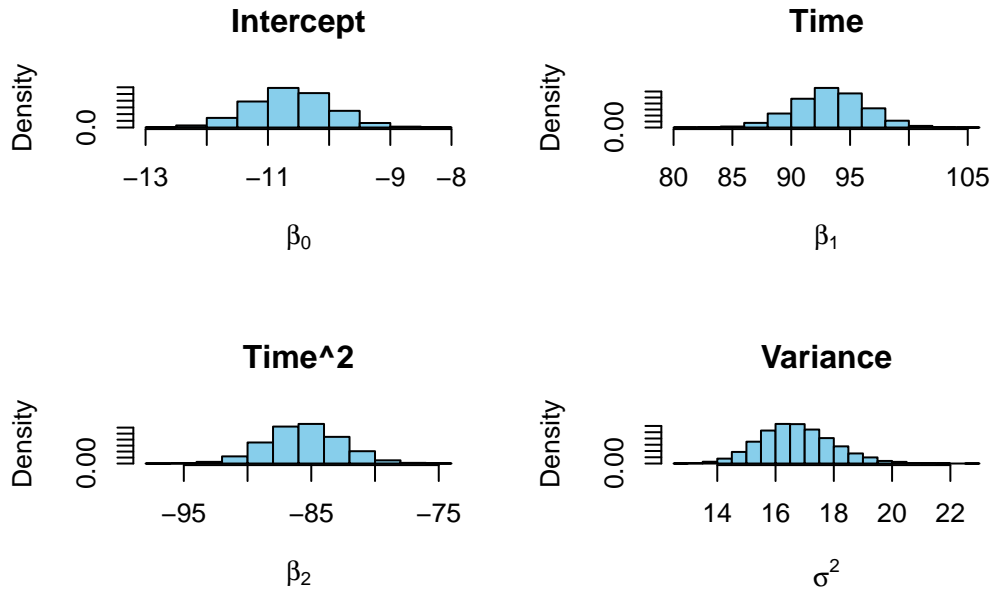 Intercept
Density
0.0
−13 −11 −9 −8
β0
Time
Density
0.00
80 85 90 95 105
β1
Time^2
Density
0.00
−95 −85 −75
β2
Variance
Density
0.00
14 16 18 20 22
σ2